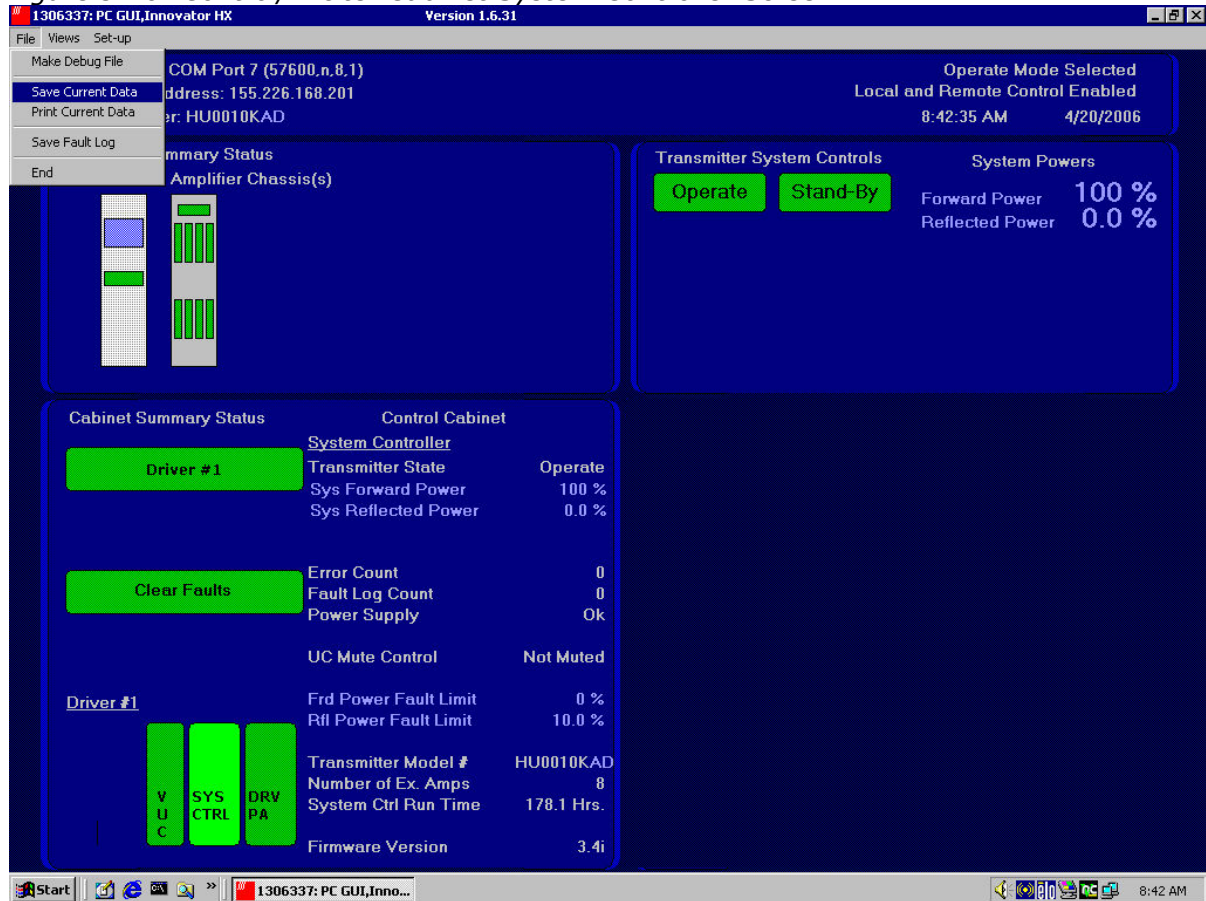 1306337: PC GUI,Innovator HX Version 1.6.31
File Views Set-up
Make Debug File
Save Current Data
Print Current Data
Save Fault Log
End
COM Port 7 (57600,n,8,1)
ddress: 155.226.168.201
er: HU0010KAD
Operate Mode Selected
Local and Remote Control Enabled
8:42:35 AM 4/20/2006
mmary Status
Amplifier Chassis(s)
Transmitter System Controls
Operate Stand-By
System Powers
Forward Power 100 %
Reflected Power 0.0 %
Cabinet Summary Status Control Cabinet
System Controller
Driver #1
Transmitter State Operate
Sys Forward Power 100 %
Sys Reflected Power 0.0 %
Clear Faults
Error Count 0
Fault Log Count 0
Power Supply Ok
UC Mute Control Not Muted
Driver #1
Frd Power Fault Limit 0 %
Rfl Power Fault Limit 10.0 %
VUC
SYS CTRL
DRV PA
Transmitter Model # HU0010KAD
Number of Ex. Amps 8
System Ctrl Run Time 178.1 Hrs.
Firmware Version 3.4i
Start » 1306337: PC GUI,Inno... 8:42 AM